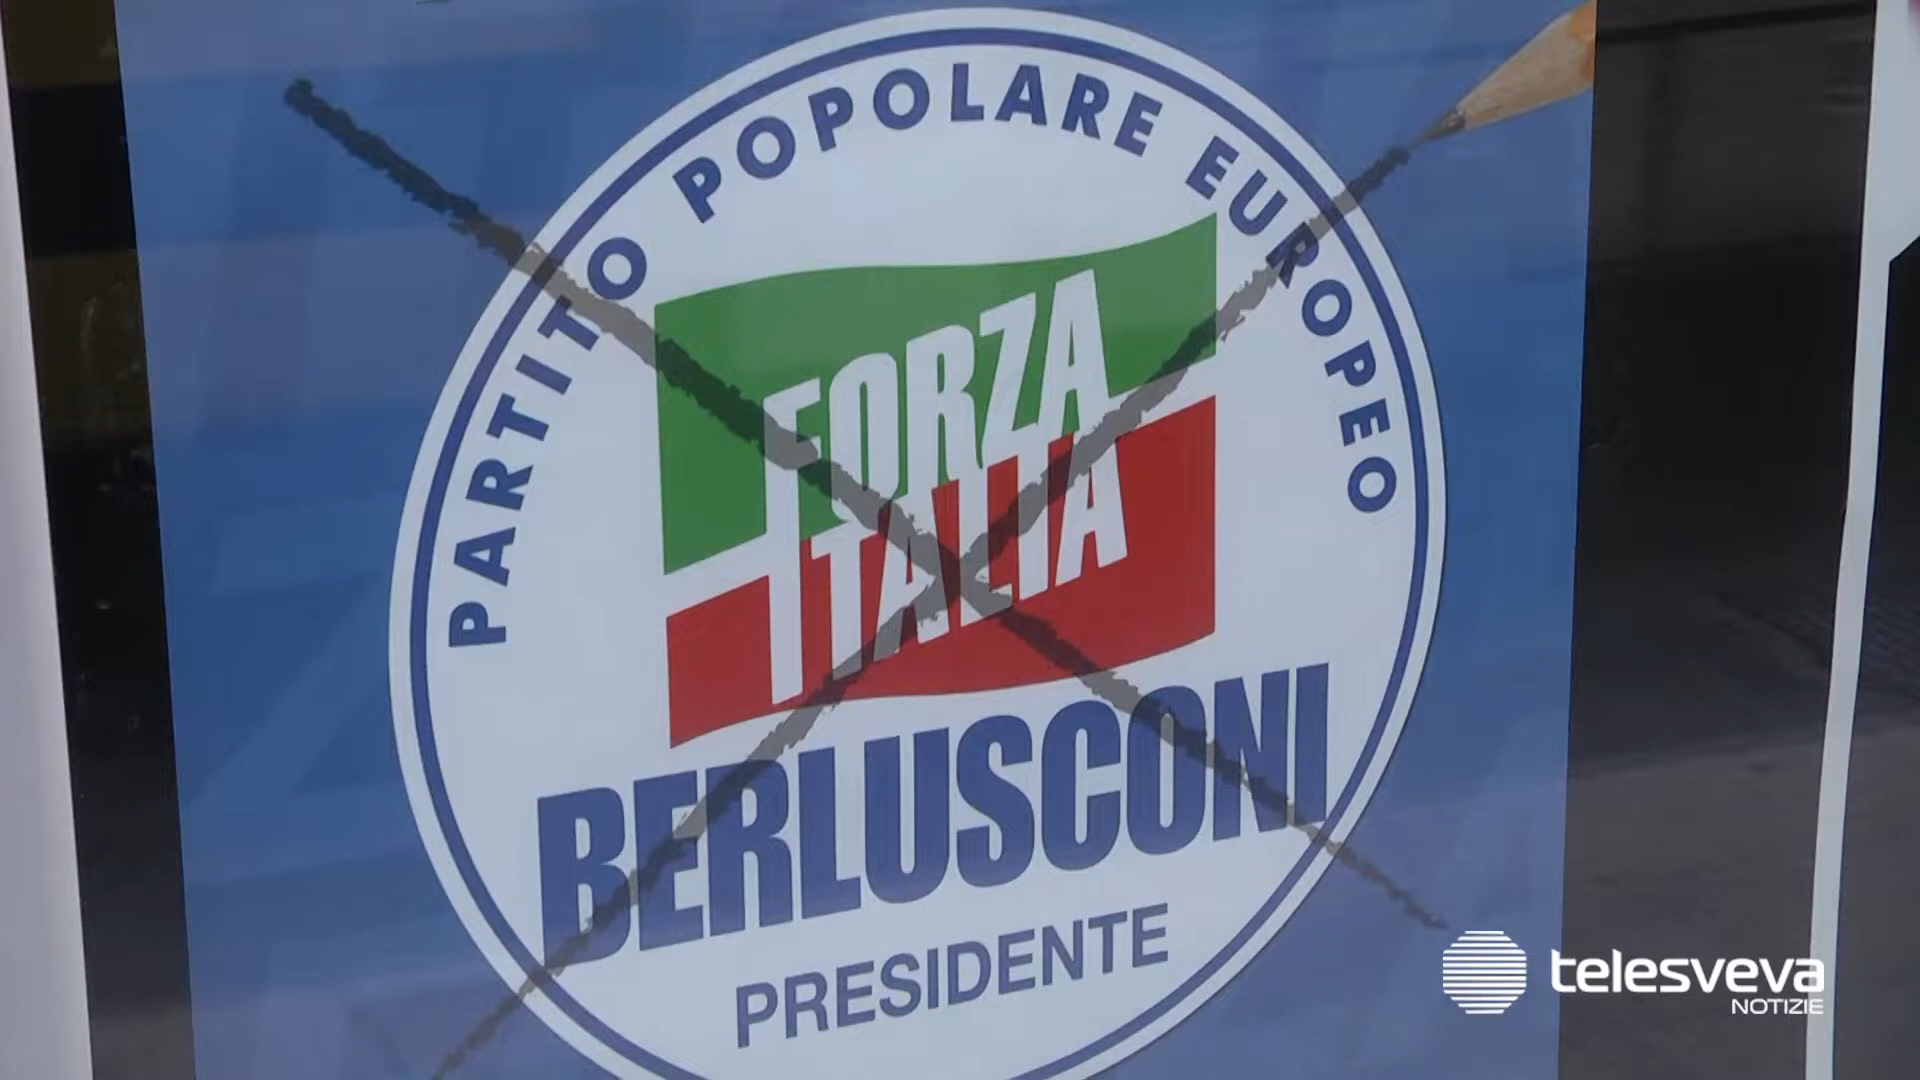 PARTITO POPOLARE EUROPEO
FORZA
ITALIA
BERLUSCONI
PRESIDENTE
telesveva
NOTIZIE